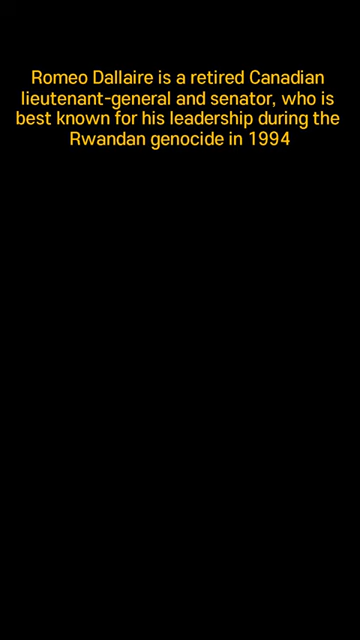 Romeo Dallaire is a retired Canadian
lieutenant-general and senator, who is
best known for his leadership during the
Rwandan genocide in 1994